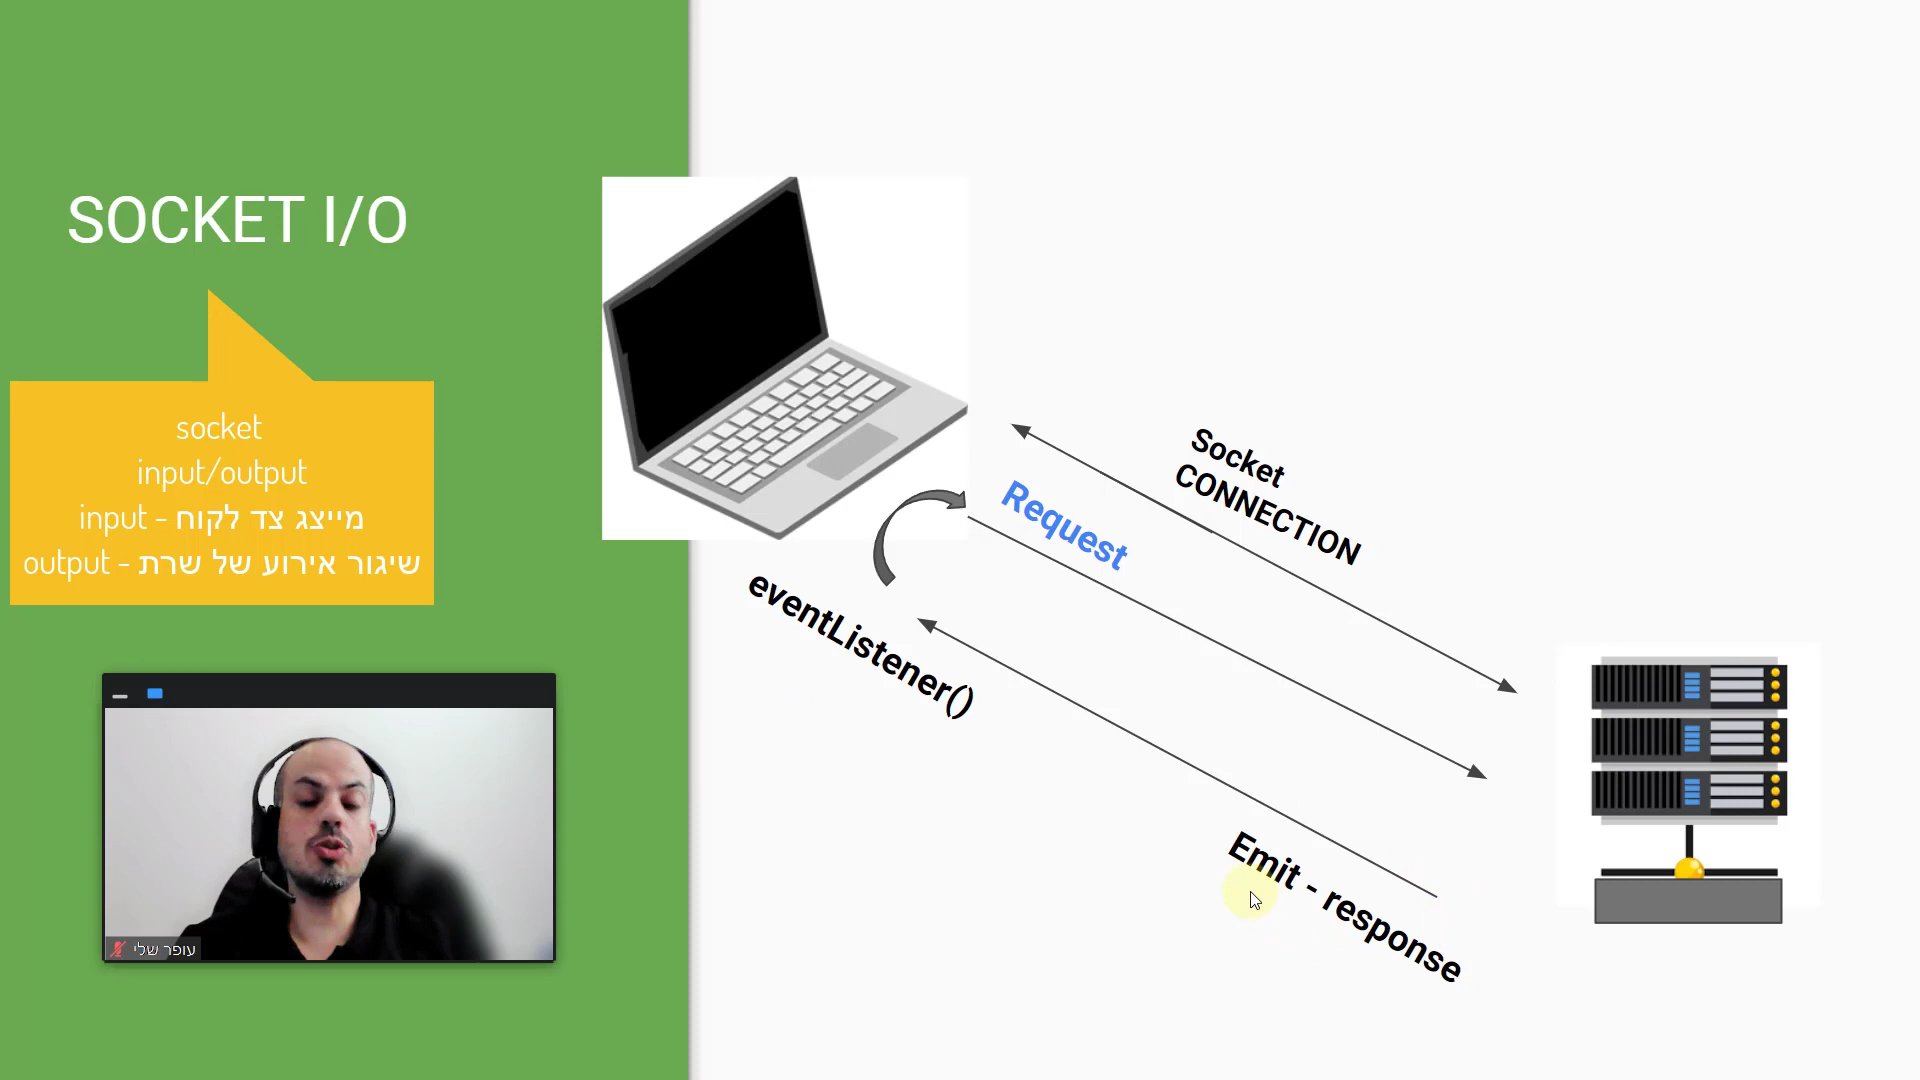 SOCKET I/O
socket
input/output
input - מייצג צד לקוח
output - שיגור אירוע של שרת
Socket
CONNECTION
Request
eventListener()
Emit - response
עופר שלי